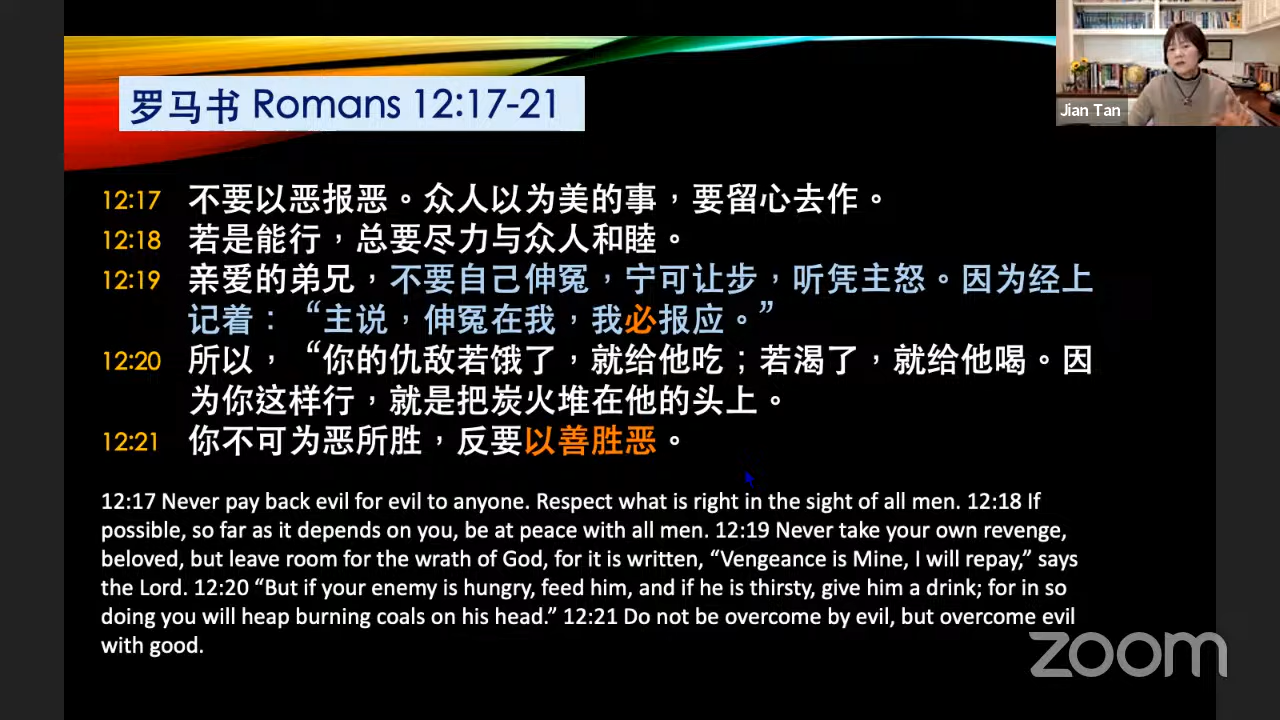 罗马书 Romans 12:17-21
Jian Tan
12:17 不要以恶报恶。众人以为美的事，要留心去作。
12:18 若是能行，总要尽力与众人和睦。
12:19 亲爱的弟兄，不要自己伸冤，宁可让步，听凭主怒。因为经上
记着：“主说，伸冤在我，我必报应。”
12:20 所以，“你的仇敌若饿了，就给他吃；若渴了，就给他喝。因
为你这样行，就是把炭火堆在他的头上。
12:21 你不可为恶所胜，反要以善胜恶。
12:17 Never pay back evil for evil to anyone. Respect what is right in the sight of all men. 12:18 If
possible, so far as it depends on you, be at peace with all men. 12:19 Never take your own revenge,
beloved, but leave room for the wrath of God, for it is written, “Vengeance is Mine, I will repay,” says
the Lord. 12:20 “But if your enemy is hungry, feed him, and if he is thirsty, give him a drink; for in so
doing you will heap burning coals on his head.” 12:21 Do not be overcome by evil, but overcome evil
with good.
zoom